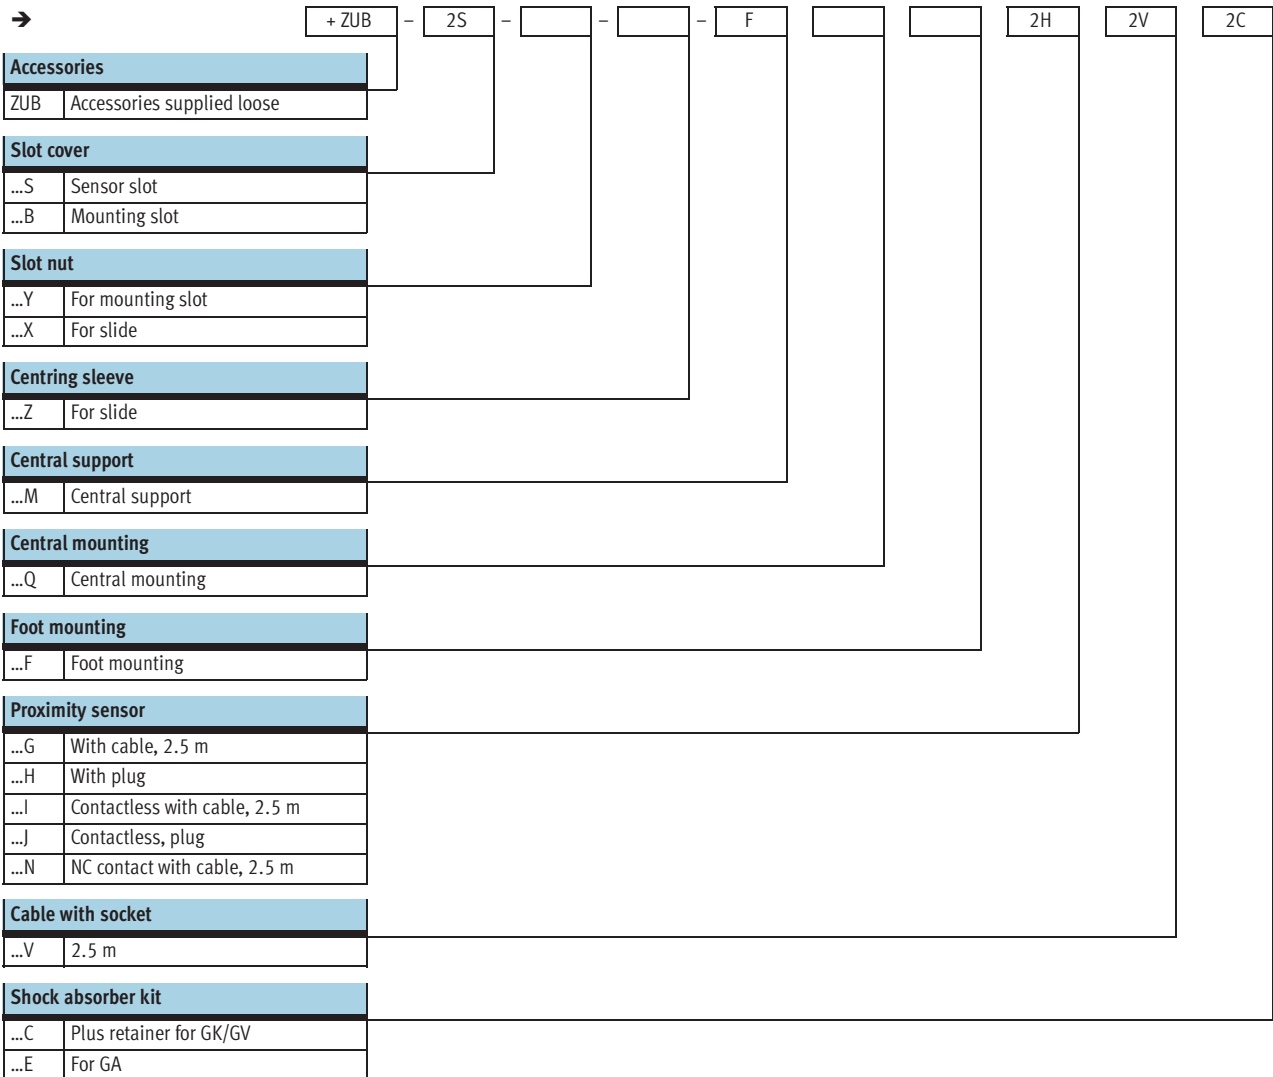 ➔ + ZUB – 2S – – – F 2H 2V 2C
Accessories
ZUB Accessories supplied loose
Slot cover
...S Sensor slot
...B Mounting slot
Slot nut
...Y For mounting slot
...X For slide
Centring sleeve
...Z For slide
Central support
...M Central support
Central mounting
...Q Central mounting
Foot mounting
...F Foot mounting
Proximity sensor
...G With cable, 2.5 m
...H With plug
...I Contactless with cable, 2.5 m
...J Contactless, plug
...N NC contact with cable, 2.5 m
Cable with socket
...V 2.5 m
Shock absorber kit
...C Plus retainer for GK/GV
...E For GA